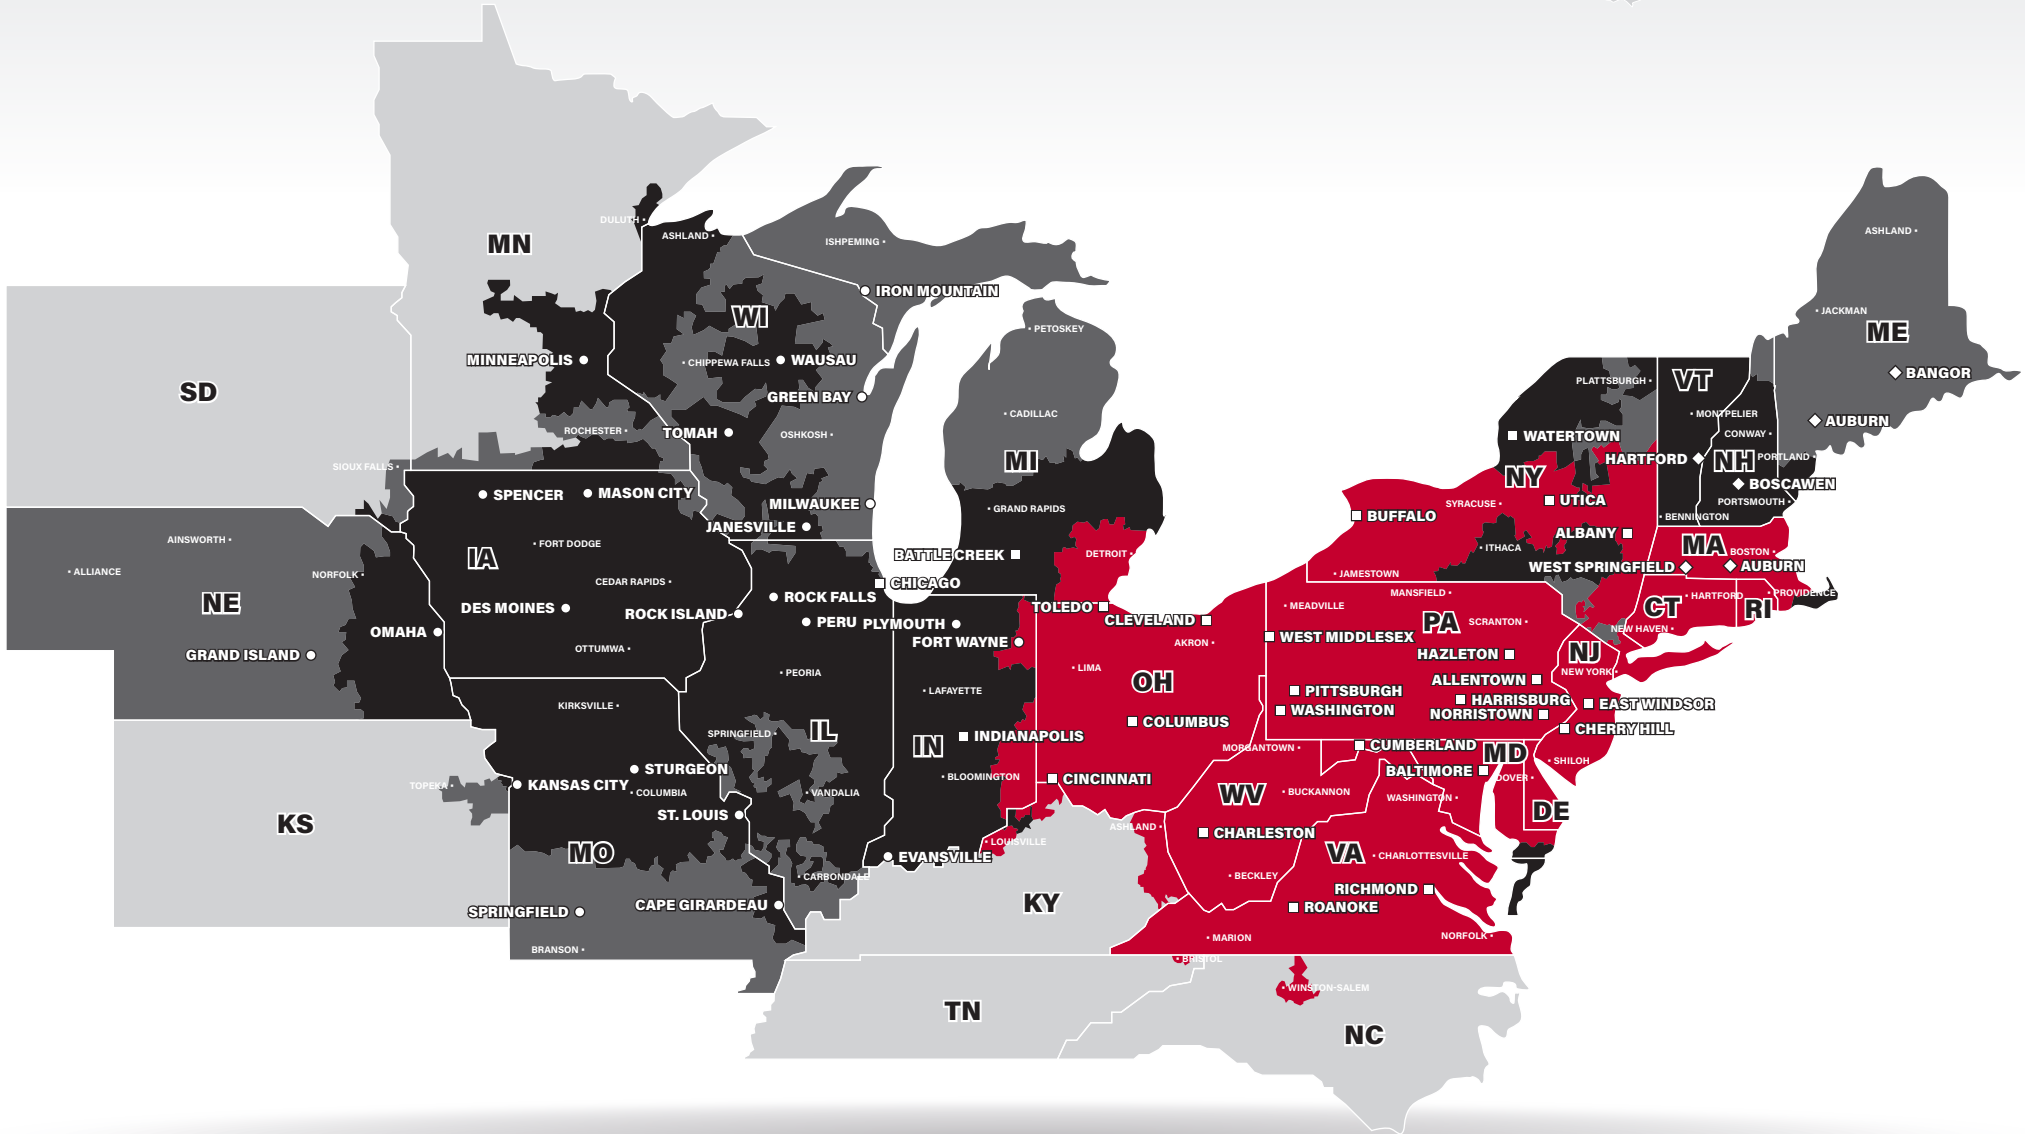 MN
DULUTH
ASHLAND
ISHPEMING
IRON MOUNTAIN
WI
PETOSKEY
MINNEAPOLIS
CHIPPEWA FALLS
WAUSAU
GREEN BAY
CADILLAC
ROCHESTER
TOMAH
OSHKOSH
MI
SIOUX FALLS
SD
SPENCER
MASON CITY
MILWAUKEE
JANESVILLE
GRAND RAPIDS
AINSWORTH
ALLIANCE
NORFOLK
NE
IA
FORT DODGE
CEDAR RAPIDS
BATTLE CREEK
DETROIT
CHICAGO
DES MOINES
ROCK ISLAND
ROCK FALLS
PERU
PLYMOUTH
FORT WAYNE
TOLEDO
CLEVELAND
OMAHA
GRAND ISLAND
OTTUMWA
PEORIA
LAFAYETTE
LIMA
AKRON
OH
KIRKSVILLE
SPRINGFIELD
IL
IN
INDIANAPOLIS
COLUMBUS
TOPEKA
KANSAS CITY
STURGEON
COLUMBIA
VANDALIA
BLOOMINGTON
CINCINNATI
KS
ST. LOUIS
MO
EVANSVILLE
LOUISVILLE
ASHLAND
CARBONDALE
SPRINGFIELD
CAPE GIRARDEAU
KY
BRANSON
TN
BRISTOL
WINSTON-SALEM
NC
ASHLAND
JACKMAN
ME
BANGOR
AUBURN
PLATTSBURGH
VT
MONTPELIER
CONWAY
WATERTOWN
HARTFORD
NH
PORTLAND
NY
BOSCAWEN
SYRACUSE
UTICA
PORTSMOUTH
BUFFALO
BENNINGTON
ALBANY
ITHACA
MA
BOSTON
WEST SPRINGFIELD
AUBURN
JAMESTOWN
MANSFIELD
HARTFORD
PROVIDENCE
CT
RI
MEADVILLE
PA
SCRANTON
NEW HAVEN
WEST MIDDLESEX
HAZLETON
NJ
NEW YORK
ALLENTOWN
PITTSBURGH
HARRISBURG
EAST WINDSOR
WASHINGTON
NORRISTOWN
CHERRY HILL
MORGANTOWN
CUMBERLAND
MD
BALTIMORE
SHILOH
DOVER
WV
BUCKANNON
WASHINGTON
DE
CHARLESTON
VA
CHARLOTTESVILLE
BECKLEY
RICHMOND
ROANOKE
MARION
NORFOLK